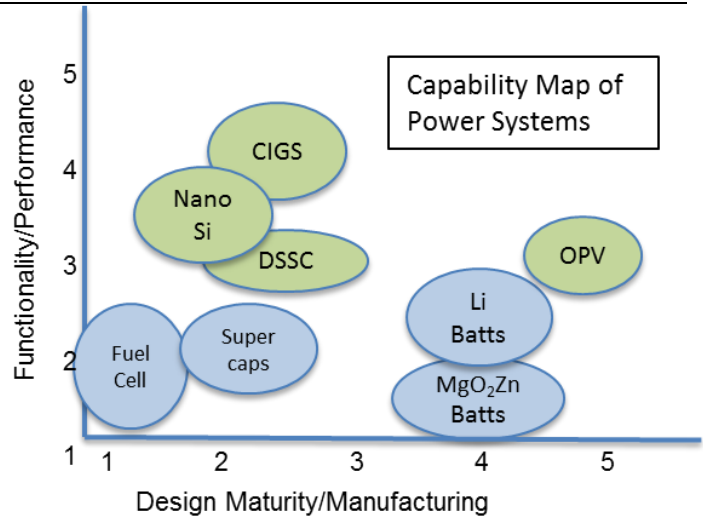 Capability Map of
Power Systems
Functionality/Performance
5
4
3
2
1
CIGS
Nano
Si
DSSC
OPV
Li
Batts
Fuel
Cell
Super
caps
MgO₂Zn
Batts
1 2 3 4 5
Design Maturity/Manufacturing